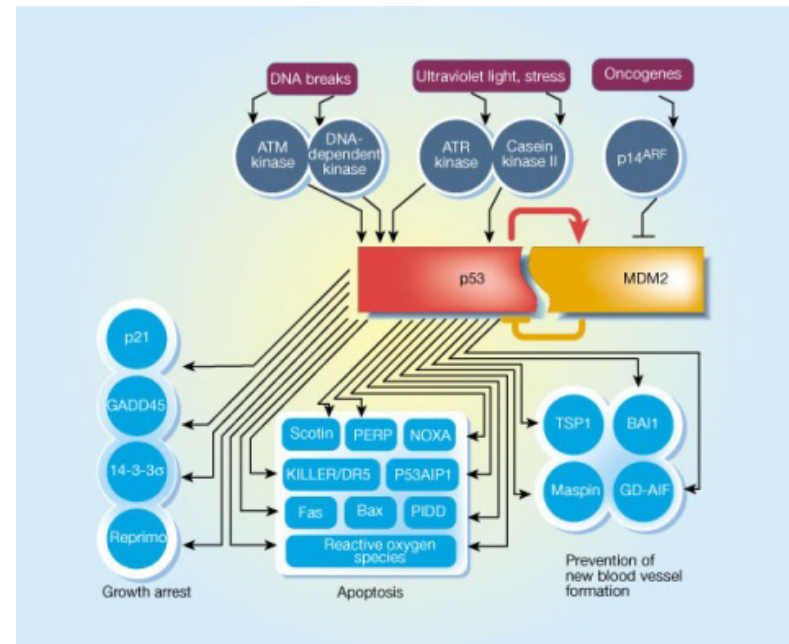 DNA breaks
Ultraviolet light, stress
Oncogenes
ATM
kinase
DNA-
dependent
kinase
ATR
kinase
Casein
kinase II
p14ARF
p53
MDM2
p21
GADD45
14-3-3σ
Reprimo
Growth arrest
Scotin
PERP
NOXA
KILLER/DR5
P53AIP1
Fas
Bax
PIDD
Reactive oxygen
species
Apoptosis
TSP1
BAI1
Maspin
GD-AIF
Prevention of
new blood vessel
formation